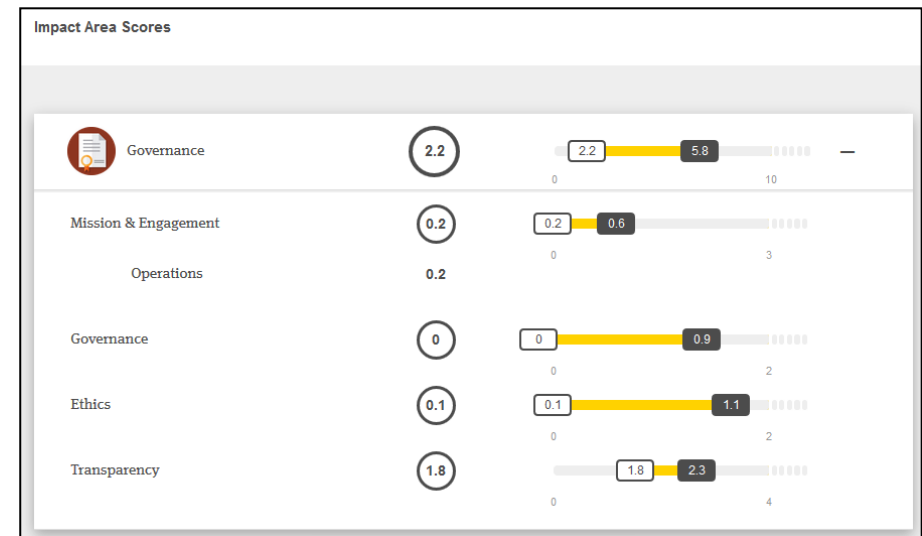 Impact Area Scores
Governance 2.2 2.2 5.8
0 10
Mission & Engagement 0.2 0.2 0.6
0 3
Operations 0.2
Governance 0 0 0.9
0 2
Ethics 0.1 0.1 1.1
0 2
Transparency 1.8 1.8 2.3
0 4